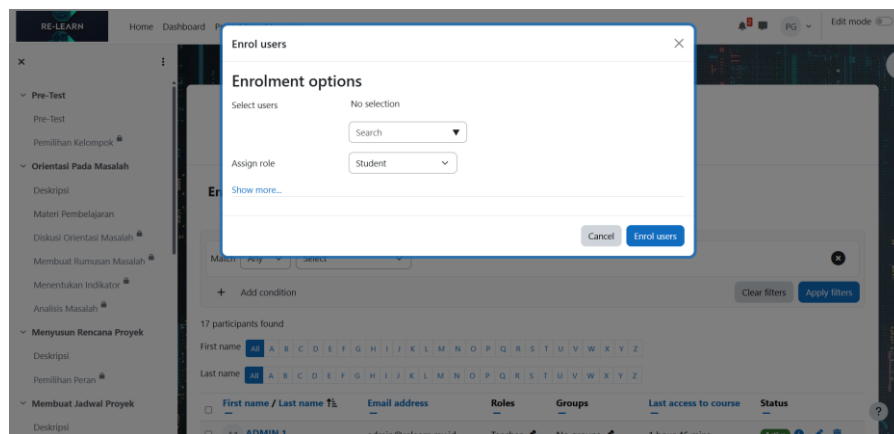 RE-LEARN Home Dashboard PG Edit mode
Enrol users
Enrolment options
Select users No selection
Search
Assign role Student
Show more...
Cancel Enrol users
Pre-Test
Pre-Test
Pemilihan Kelompok
Orientasi Pada Masalah
Deskripsi
Materi Pembelajaran
Diskusi Orientasi Masalah
Membuat Rumusan Masalah
Menentukan Indikator
Analisis Masalah
Menyusun Rencana Proyek
Deskripsi
Pemilihan Peran
Membuat Jadwal Proyek
Deskripsi
Match Any Select
+ Add condition Clear filters Apply filters
17 participants found
First name All A B C D E F G H I J K L M N O P Q R S T U V W X Y Z
Last name All A B C D E F G H I J K L M N O P Q R S T U V W X Y Z
First name / Last name Email address Roles Groups Last access to course Status
?
ADMIN 1